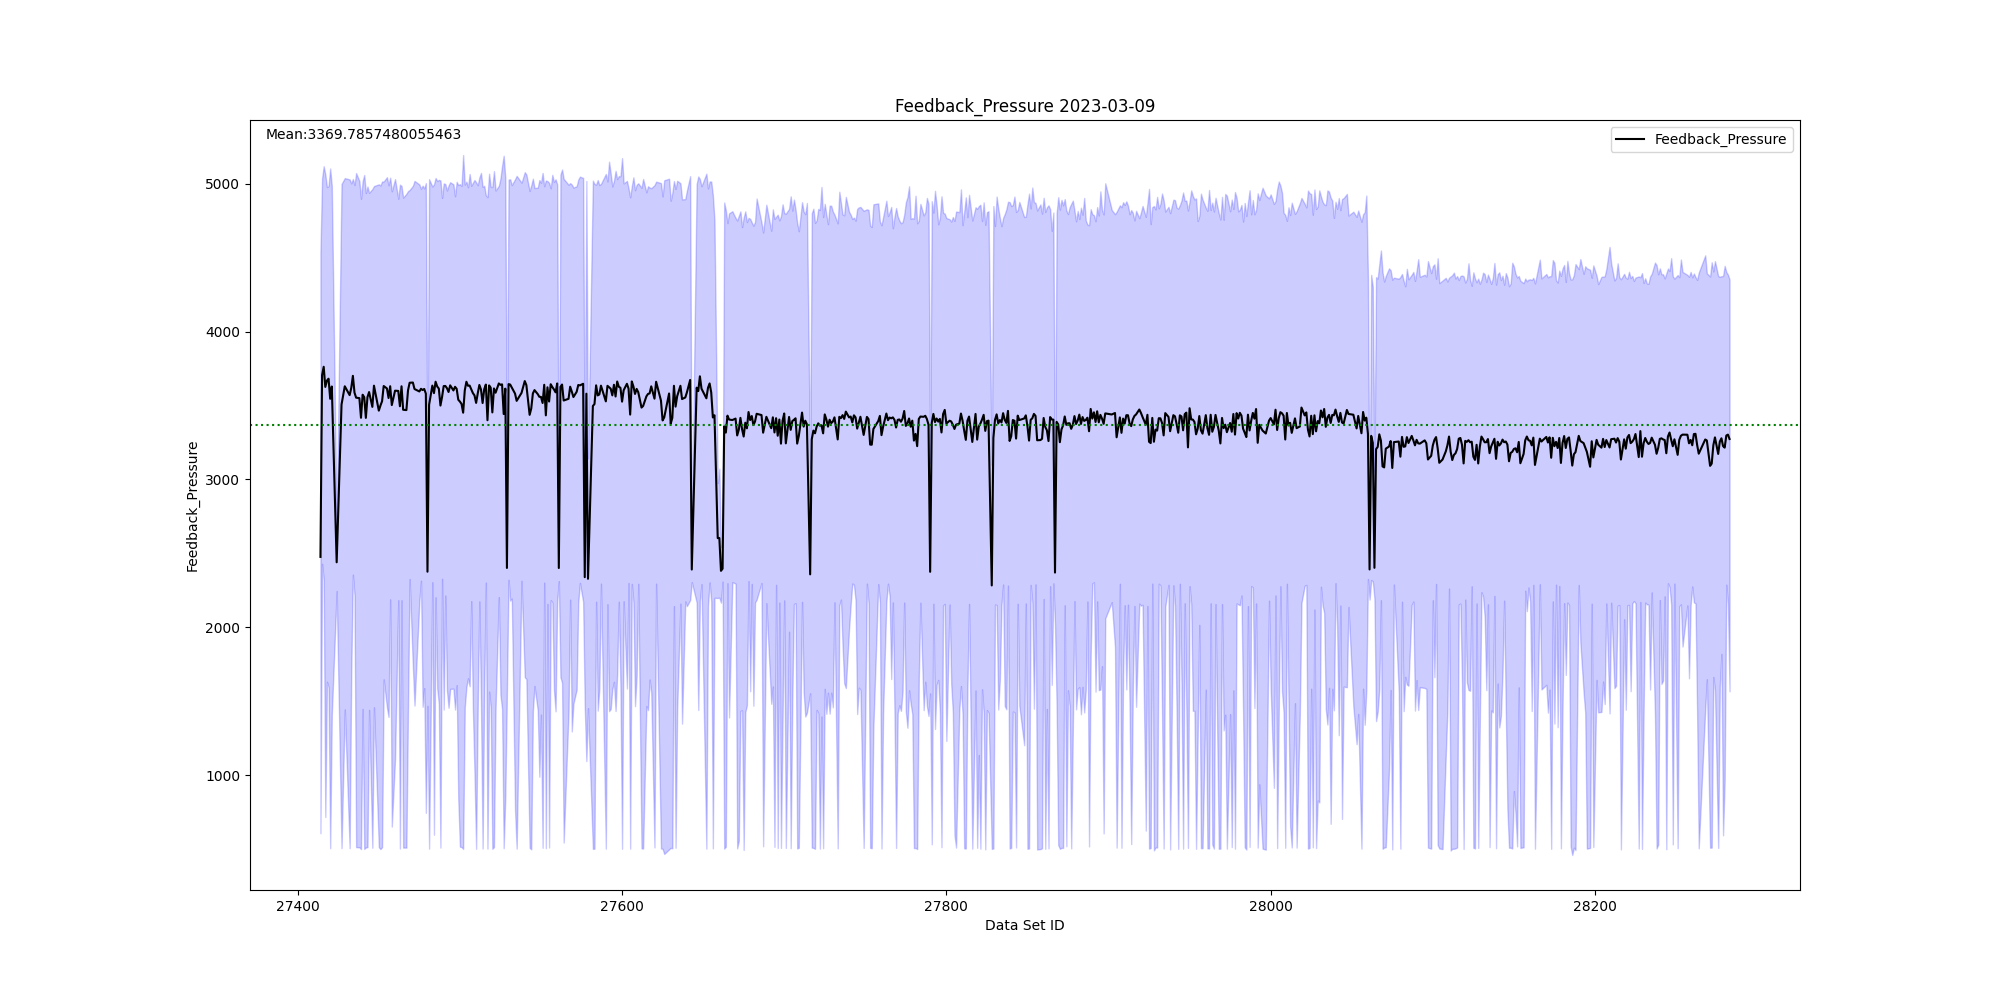 Feedback_Pressure 2023-03-09
Mean:3369.7857480055463
Feedback_Pressure
5000
4000
3000
2000
1000
Feedback_Pressure
27400
27600
27800
28000
28200
Data Set ID